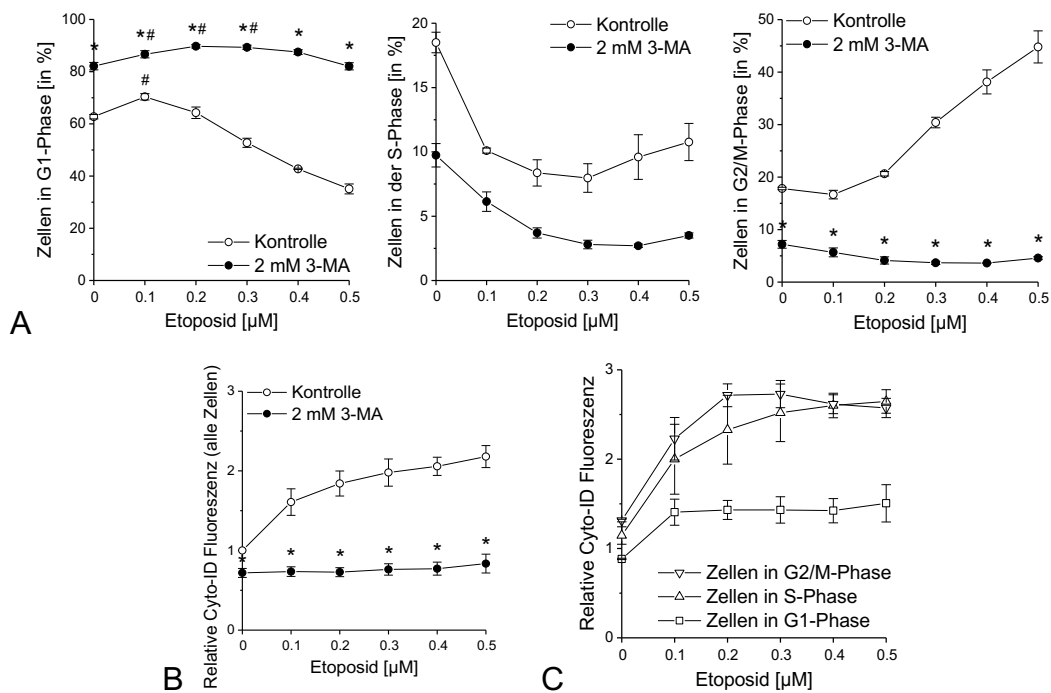 Zellen in G1-Phase [in %]
100
80
60
40
20
0
* *# *# *# * *
#
Kontrolle
2 mM 3-MA
0 0.1 0.2 0.3 0.4 0.5
Etoposid [µM]
Zellen in der S-Phase [in %]
20
15
10
5
0
Kontrolle
2 mM 3-MA
0 0.1 0.2 0.3 0.4 0.5
Etoposid [µM]
Zellen in G2/M-Phase [in %]
50
40
30
20
10
0
Kontrolle
2 mM 3-MA
* * * * * *
0 0.1 0.2 0.3 0.4 0.5
Etoposid [µM]
A
Relative Cyto-ID Fluoreszenz (alle Zellen)
3
2
1
0
Kontrolle
2 mM 3-MA
* * * * * *
0 0.1 0.2 0.3 0.4 0.5
Etoposid [µM]
B
Relative Cyto-ID Fluoreszenz
3
2
1
0
Zellen in G2/M-Phase
Zellen in S-Phase
Zellen in G1-Phase
0 0.1 0.2 0.3 0.4 0.5
Etoposid [µM]
C